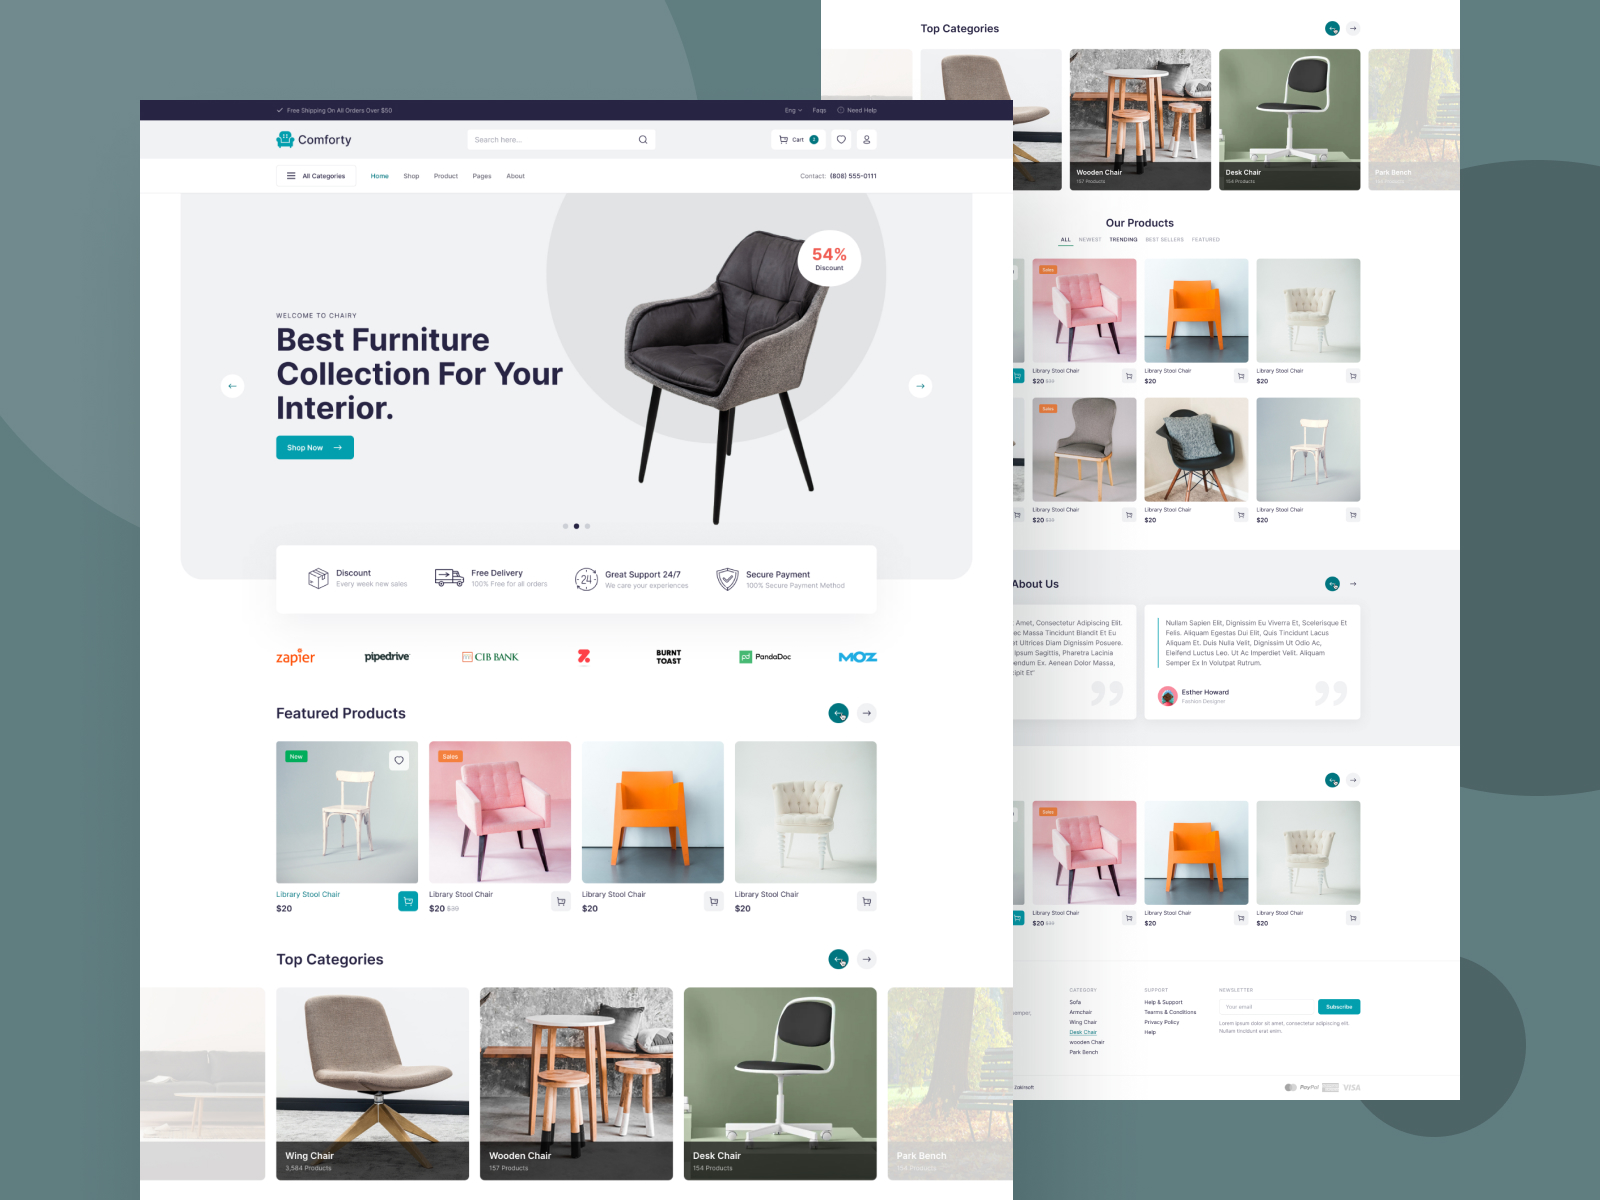 Free Shipping On All Orders Over $50
Eng
Faqs
Need Help
Comforty
Search here...
Cart
All Categories
Home
Shop
Product
Pages
About
Contact: (808) 555-0111
54%
Discount
WELCOME TO CHAIRY
Best Furniture
Collection For Your
Interior.
Shop Now
Discount
Every week new sales
Free Delivery
100% Free for all orders
24
Great Support 24/7
We care your experiences
Secure Payment
100% Secure Payment Method
zapier
pipedrive
CIB BANK
BURNT
TOAST
pd PandaDoc
MOZ
Featured Products
New
Sales
Library Stool Chair
$20
Library Stool Chair
$20 $30
Library Stool Chair
$20
Library Stool Chair
$20
Top Categories
Wing Chair
3,584 Products
Wooden Chair
157 Products
Desk Chair
154 Products
Park Bench
154 Products
Top Categories
Wooden Chair
157 Products
Desk Chair
154 Products
Park Bench
Our Products
ALL
NEWEST
TRENDING
BEST SELLERS
FEATURED
Sales
Library Stool Chair
$20 $30
Library Stool Chair
$20
Library Stool Chair
$20
Sales
Library Stool Chair
$20 $30
Library Stool Chair
$20
Library Stool Chair
$20
About Us
Amet, Consectetur Adipiscing Elit.
ec Massa Tincidunt Blandit Et Eu
et Ultrices Diam Dignissim Posuere.
Ipsum Sagittis, Pharetra Lacinia
endum Ex. Aenean Dolor Massa,
cipit Et"
Nullam Sapien Elit, Dignissim Eu Viverra Et, Scelerisque Et
Felis. Aliquam Egestas Dui Elit, Quis Tincidunt Lacus
Aliquam Et. Duis Nulla Velit, Dignissim Ut Odio Ac,
Eleifend Luctus Leo. Ut Ac Imperdiet Velit. Aliquam
Semper Ex In Volutpat Rutrum.
Esther Howard
Fashion Designer
Sales
Library Stool Chair
$20 $30
Library Stool Chair
$20
Library Stool Chair
$20
CATEGORY
Sofa
Armchair
Wing Chair
Desk Chair
wooden Chair
Park Bench
SUPPORT
Help & Support
Tearms & Conditions
Privacy Policy
Help
NEWSLETTER
Your email
Subscribe
Lorem ipsum dolor sit amet, consectetur adipiscing elit.
Nullam tincidunt erat enim.
semper,
Zakirsoft
PayPal
VISA